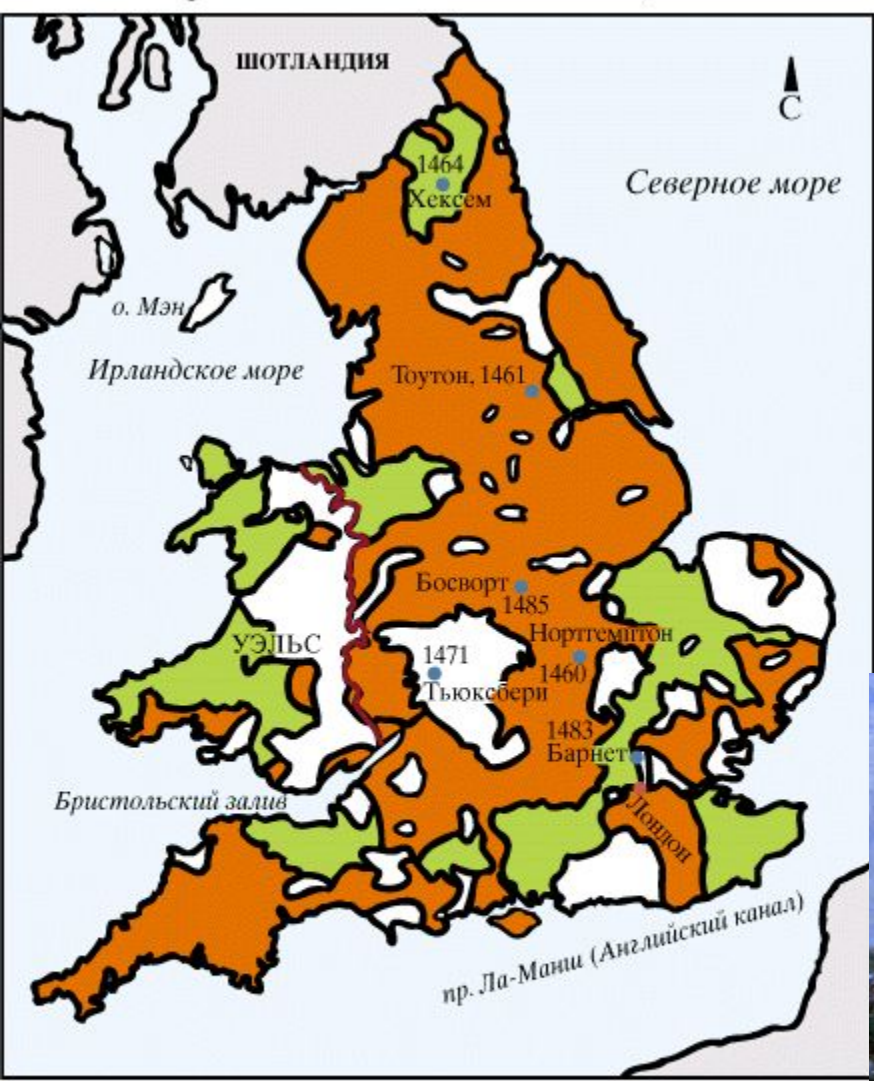 ШОТЛАНДИЯ
С
1464
Хексем
Северное море
о. Мэн
Ирландское море
Тоутон, 1461
Босворт
1485
Нортгемптон
УЭЛЬС
1471
1460
Тьюксбери
1483
Барнет
Бристольский залив
Лондон
пр. Ла-Манш (Английский канал)